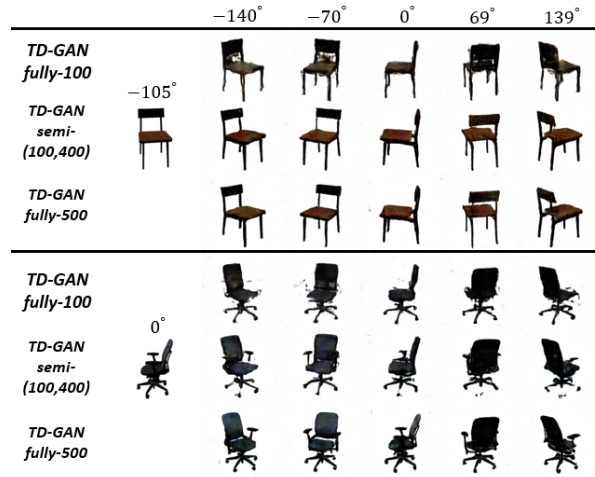 −140° −70° 0° 69° 139°
TD-GAN
fully-100
−105°
TD-GAN
semi-
(100,400)
TD-GAN
fully-500
TD-GAN
fully-100
0°
TD-GAN
semi-
(100,400)
TD-GAN
fully-500